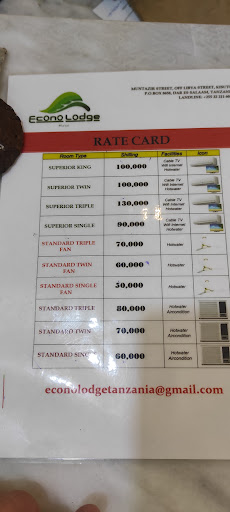 Econo Lodge
MUNTAZIR STREET, OFF LIBYA STREET,
P.O.BOX DAR ES SALAAM,
LANDLINE:
RATE CARD
Room Type Shilling Facilities Icon
SUPERIOR KING 100,000 Cable TV Wifi Internet Hotwater
SUPERIOR TWIN 100,000 Cable TV Wifi Internet Hotwater
SUPERIOR TRIPLE 130,000 Cable TV Wifi Internet Hotwater
SUPERIOR SINGLE 90,000 Cable TV Wifi Internet Hotwater
STANDARD TRIPLE FAN 70,000 Hotwater
STANDARD TWIN FAN 60,000 Hotwater
STANDARD SINGLE FAN 50,000 Hotwater
STANDARD TRIPLE 80,000 Hotwater Aircondition
STANDARD TWIN 70,000 Hotwater Aircondition
STANDARD SINGLE 60,000 Hotwater Aircondition
econolodgetanzania@gmail.com